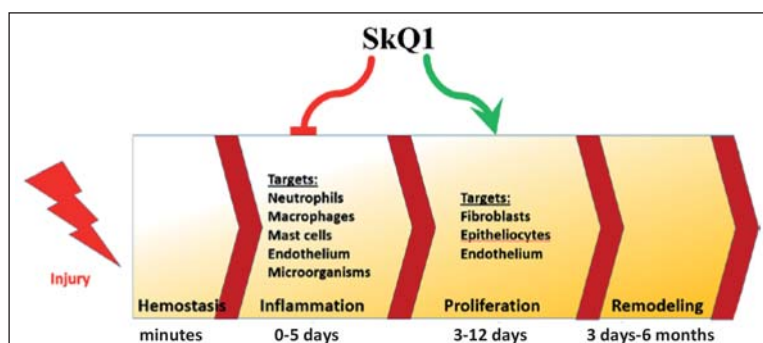 SkQ1
Targets:
Neutrophils
Macrophages
Mast cells
Endothelium
Microorganisms
Targets:
Fibroblasts
Epitheliocytes
Endothelium
Injury
Hemostasis
Inflammation
Proliferation
Remodeling
minutes
0-5 days
3-12 days
3 days-6 months